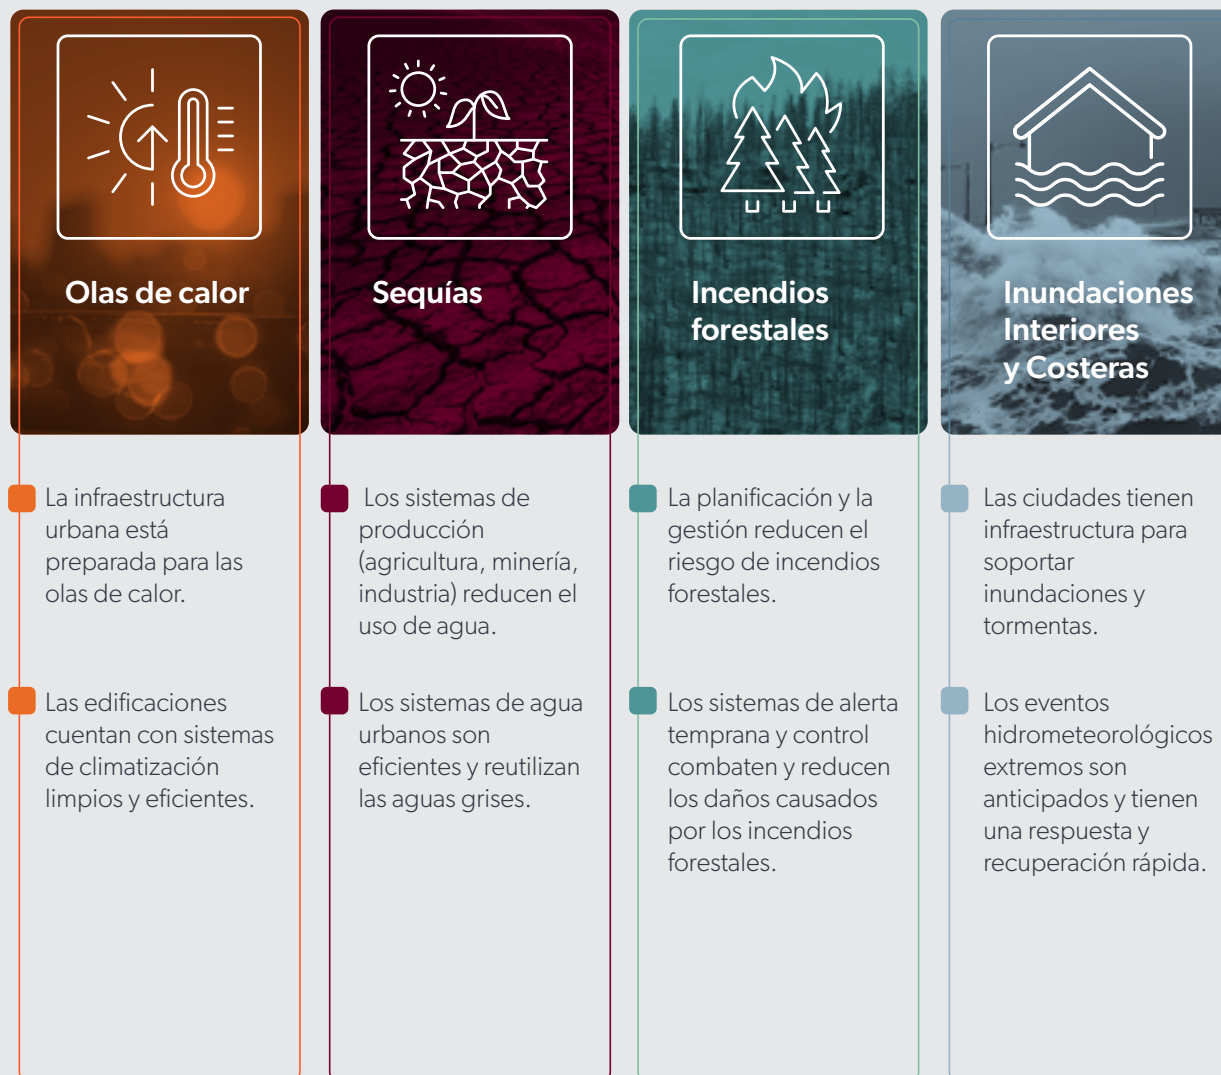 Olas de calor
La infraestructura
urbana está
preparada para las
olas de calor.
Las edificaciones
cuentan con sistemas
de climatización
limpios y eficientes.
Sequías
Los sistemas de
producción
(agricultura, minería,
industria) reducen el
uso de agua.
Los sistemas de agua
urbanos son
eficientes y reutilizan
las aguas grises.
Incendios
forestales
La planificación y la
gestión reducen el
riesgo de incendios
forestales.
Los sistemas de alerta
temprana y control
combaten y reducen
los daños causados
por los incendios
forestales.
Inundaciones
Interiores
y Costeras
Las ciudades tienen
infraestructura para
soportar
inundaciones y
tormentas.
Los eventos
hidrometeorológicos
extremos son
anticipados y tienen
una respuesta y
recuperación rápida.